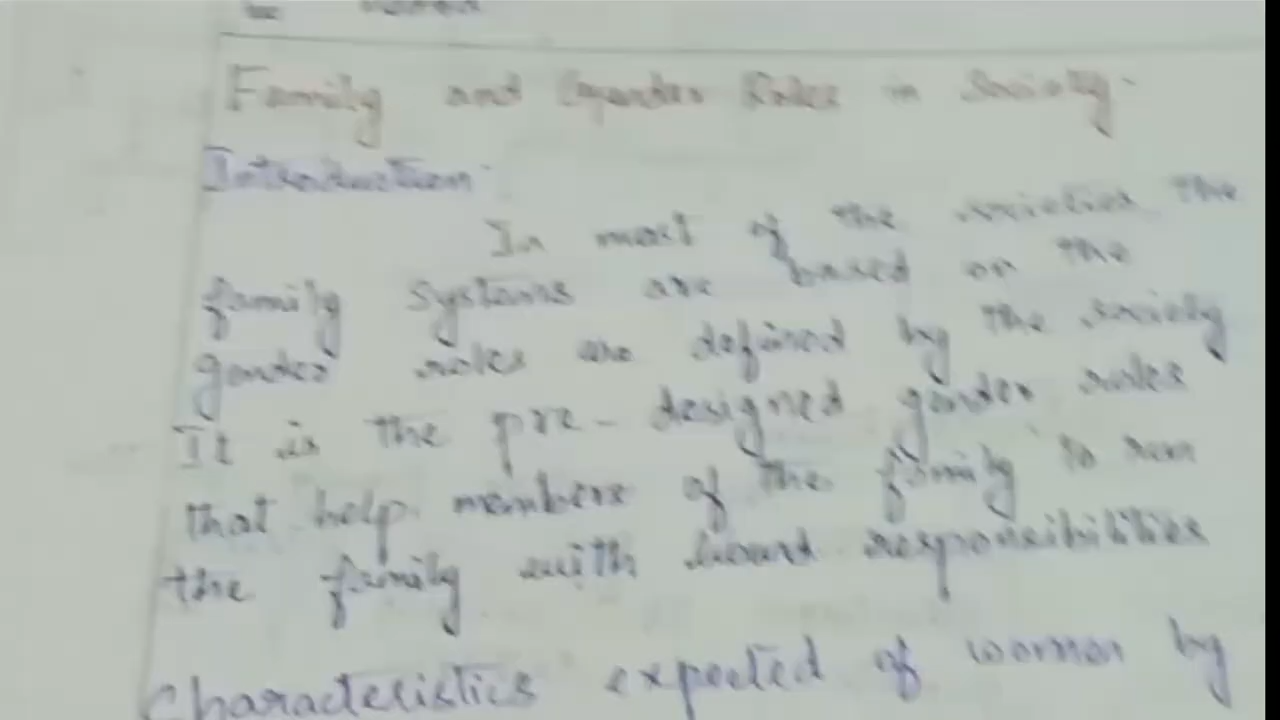 Family and Gender Roles in Society.
Introduction:
In most of the societies the
family systems are based on the
gender roles are defined by the society
It is the pre-designed gender roles
that help members of the family to run
the family with responsibilities
Characteristics expected of women by